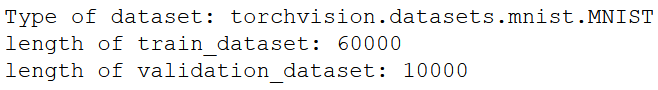 Type of dataset: torchvision.datasets.mnist.MNIST
length of train_dataset: 60000
length of validation_dataset: 10000